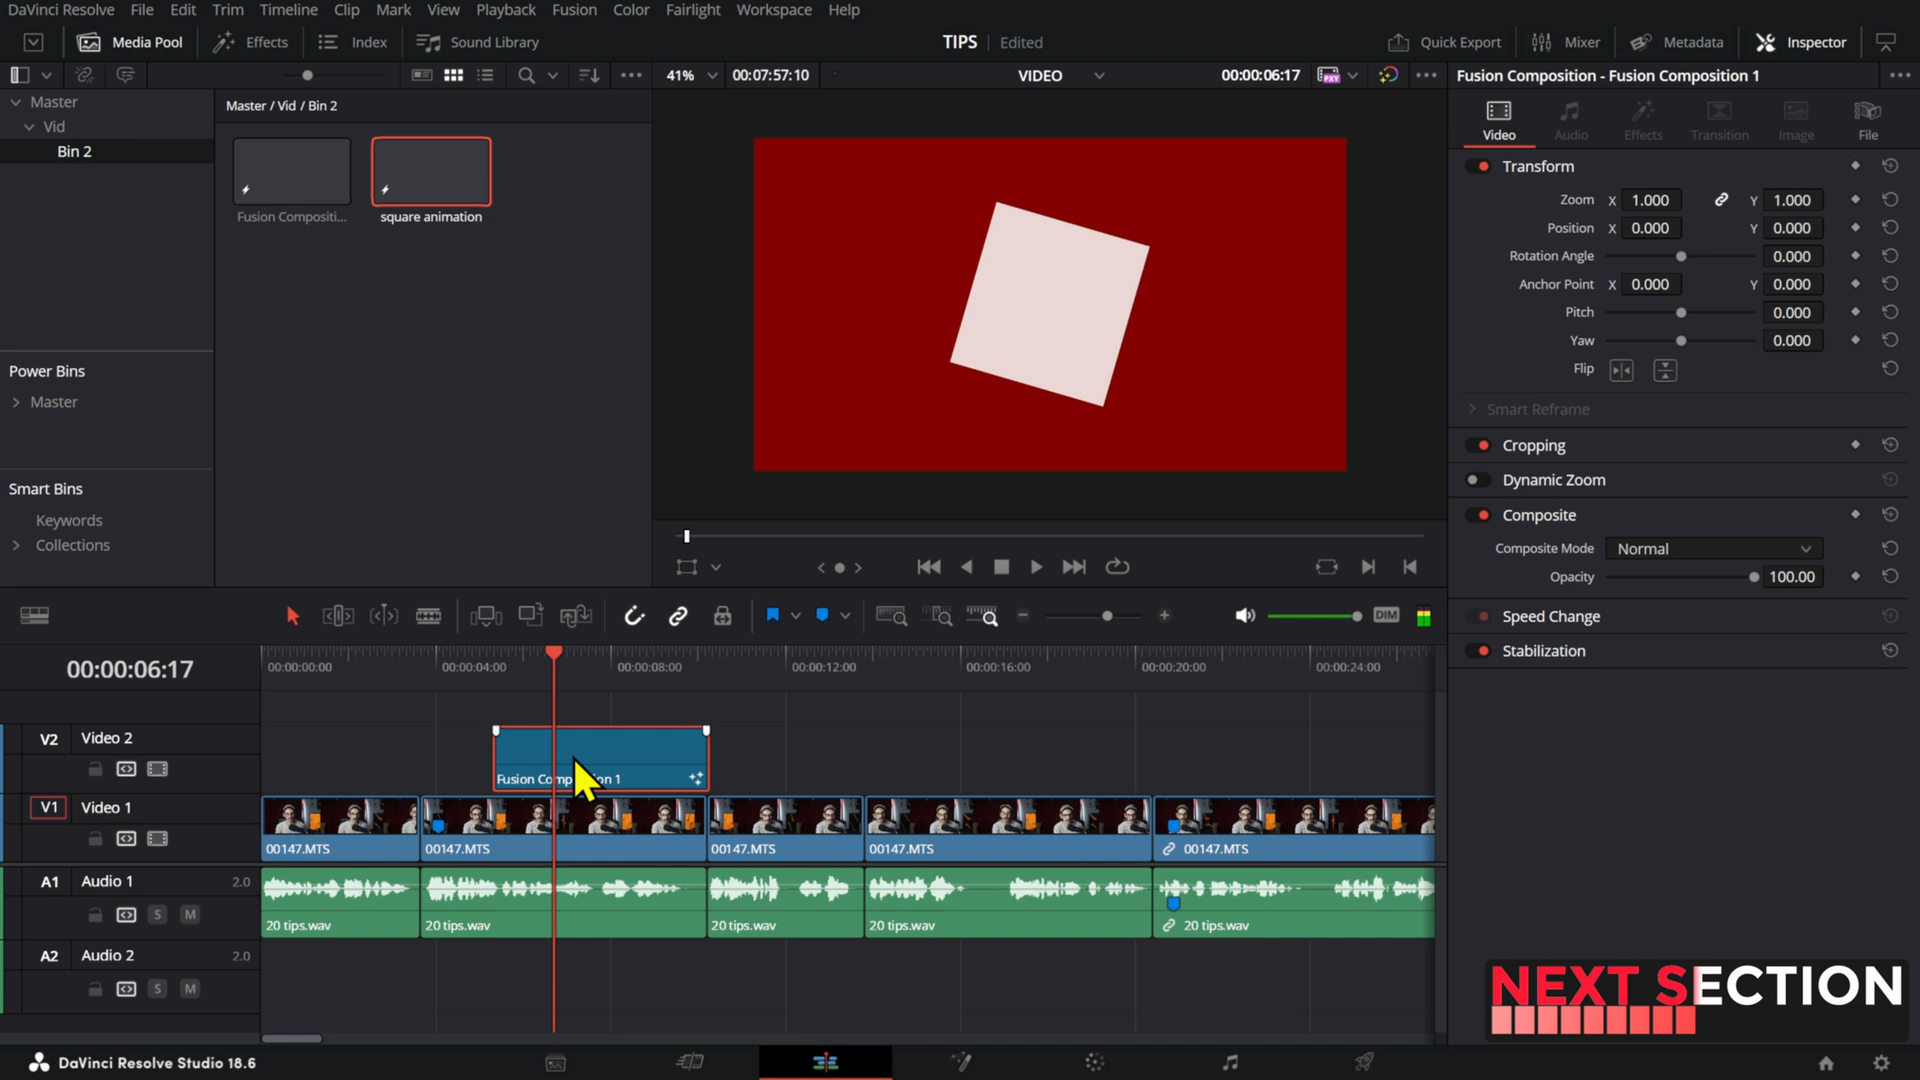 DaVinci Resolve File Edit Trim Timeline Clip Mark View Playback Fusion Color Fairlight Workspace Help
Media Pool Effects Index Sound Library TIPS Edited Quick Export Mixer Metadata Inspector
41% 00:07:57:10 VIDEO 00:00:06:17 Fusion Composition - Fusion Composition 1
Master
Vid
Bin 2
Master / Vid / Bin 2
Fusion Compositi...
square animation
Power Bins
Master
Smart Bins
Keywords
Collections
Video Audio Effects Transition Image File
Transform
Zoom X 1.000 Y 1.000
Position X 0.000 Y 0.000
Rotation Angle 0.000
Anchor Point X 0.000 Y 0.000
Pitch 0.000
Yaw 0.000
Flip
Smart Reframe
Cropping
Dynamic Zoom
Composite
Composite Mode Normal
Opacity 100.00
Speed Change
Stabilization
DIM
00:00:06:17
00:00:00:00 00:00:04:00 00:00:08:00 00:00:12:00 00:00:16:00 00:00:20:00 00:00:24:00
V2 Video 2
Fusion Comp on 1
V1 Video 1
00147.MTS 00147.MTS 00147.MTS 00147.MTS 00147.MTS
A1 Audio 1 2.0
S M
20 tips.wav 20 tips.wav 20 tips.wav 20 tips.wav 20 tips.wav
A2 Audio 2 2.0
S M
NEXT SECTION
DaVinci Resolve Studio 18.6